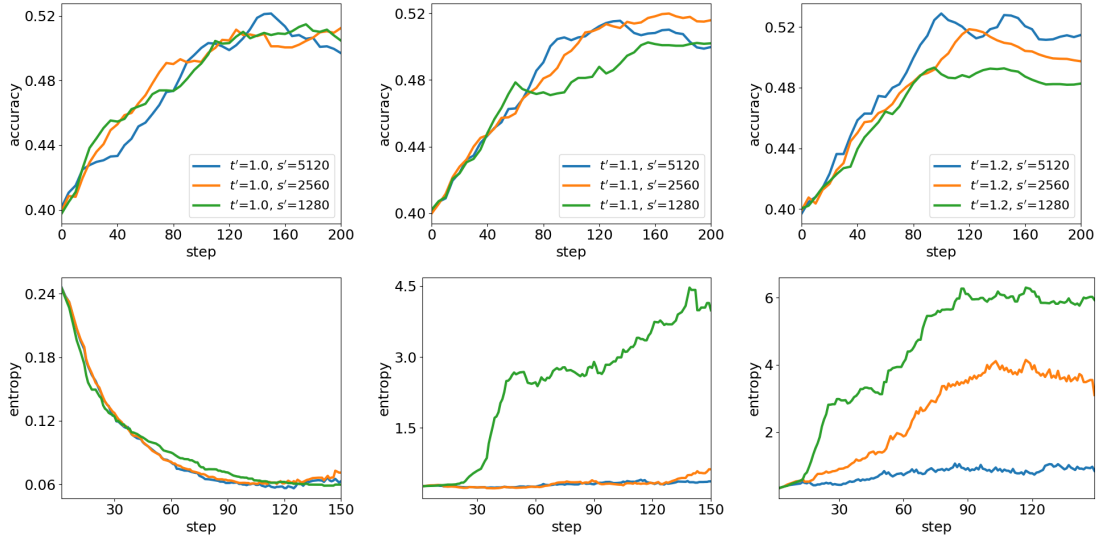 0.52
0.48
0.44
0.40
accuracy
t'=1.0, s'=5120
t'=1.0, s'=2560
t'=1.0, s'=1280
0 40 80 120 160 200
step
0.52
0.48
0.44
0.40
accuracy
t'=1.1, s'=5120
t'=1.1, s'=2560
t'=1.1, s'=1280
0 40 80 120 160 200
step
0.52
0.48
0.44
0.40
accuracy
t'=1.2, s'=5120
t'=1.2, s'=2560
t'=1.2, s'=1280
0 40 80 120 160 200
step
0.24
0.18
0.12
0.06
entropy
30 60 90 120 150
step
4.5
3.0
1.5
entropy
30 60 90 120 150
step
6
4
2
entropy
30 60 90 120
step